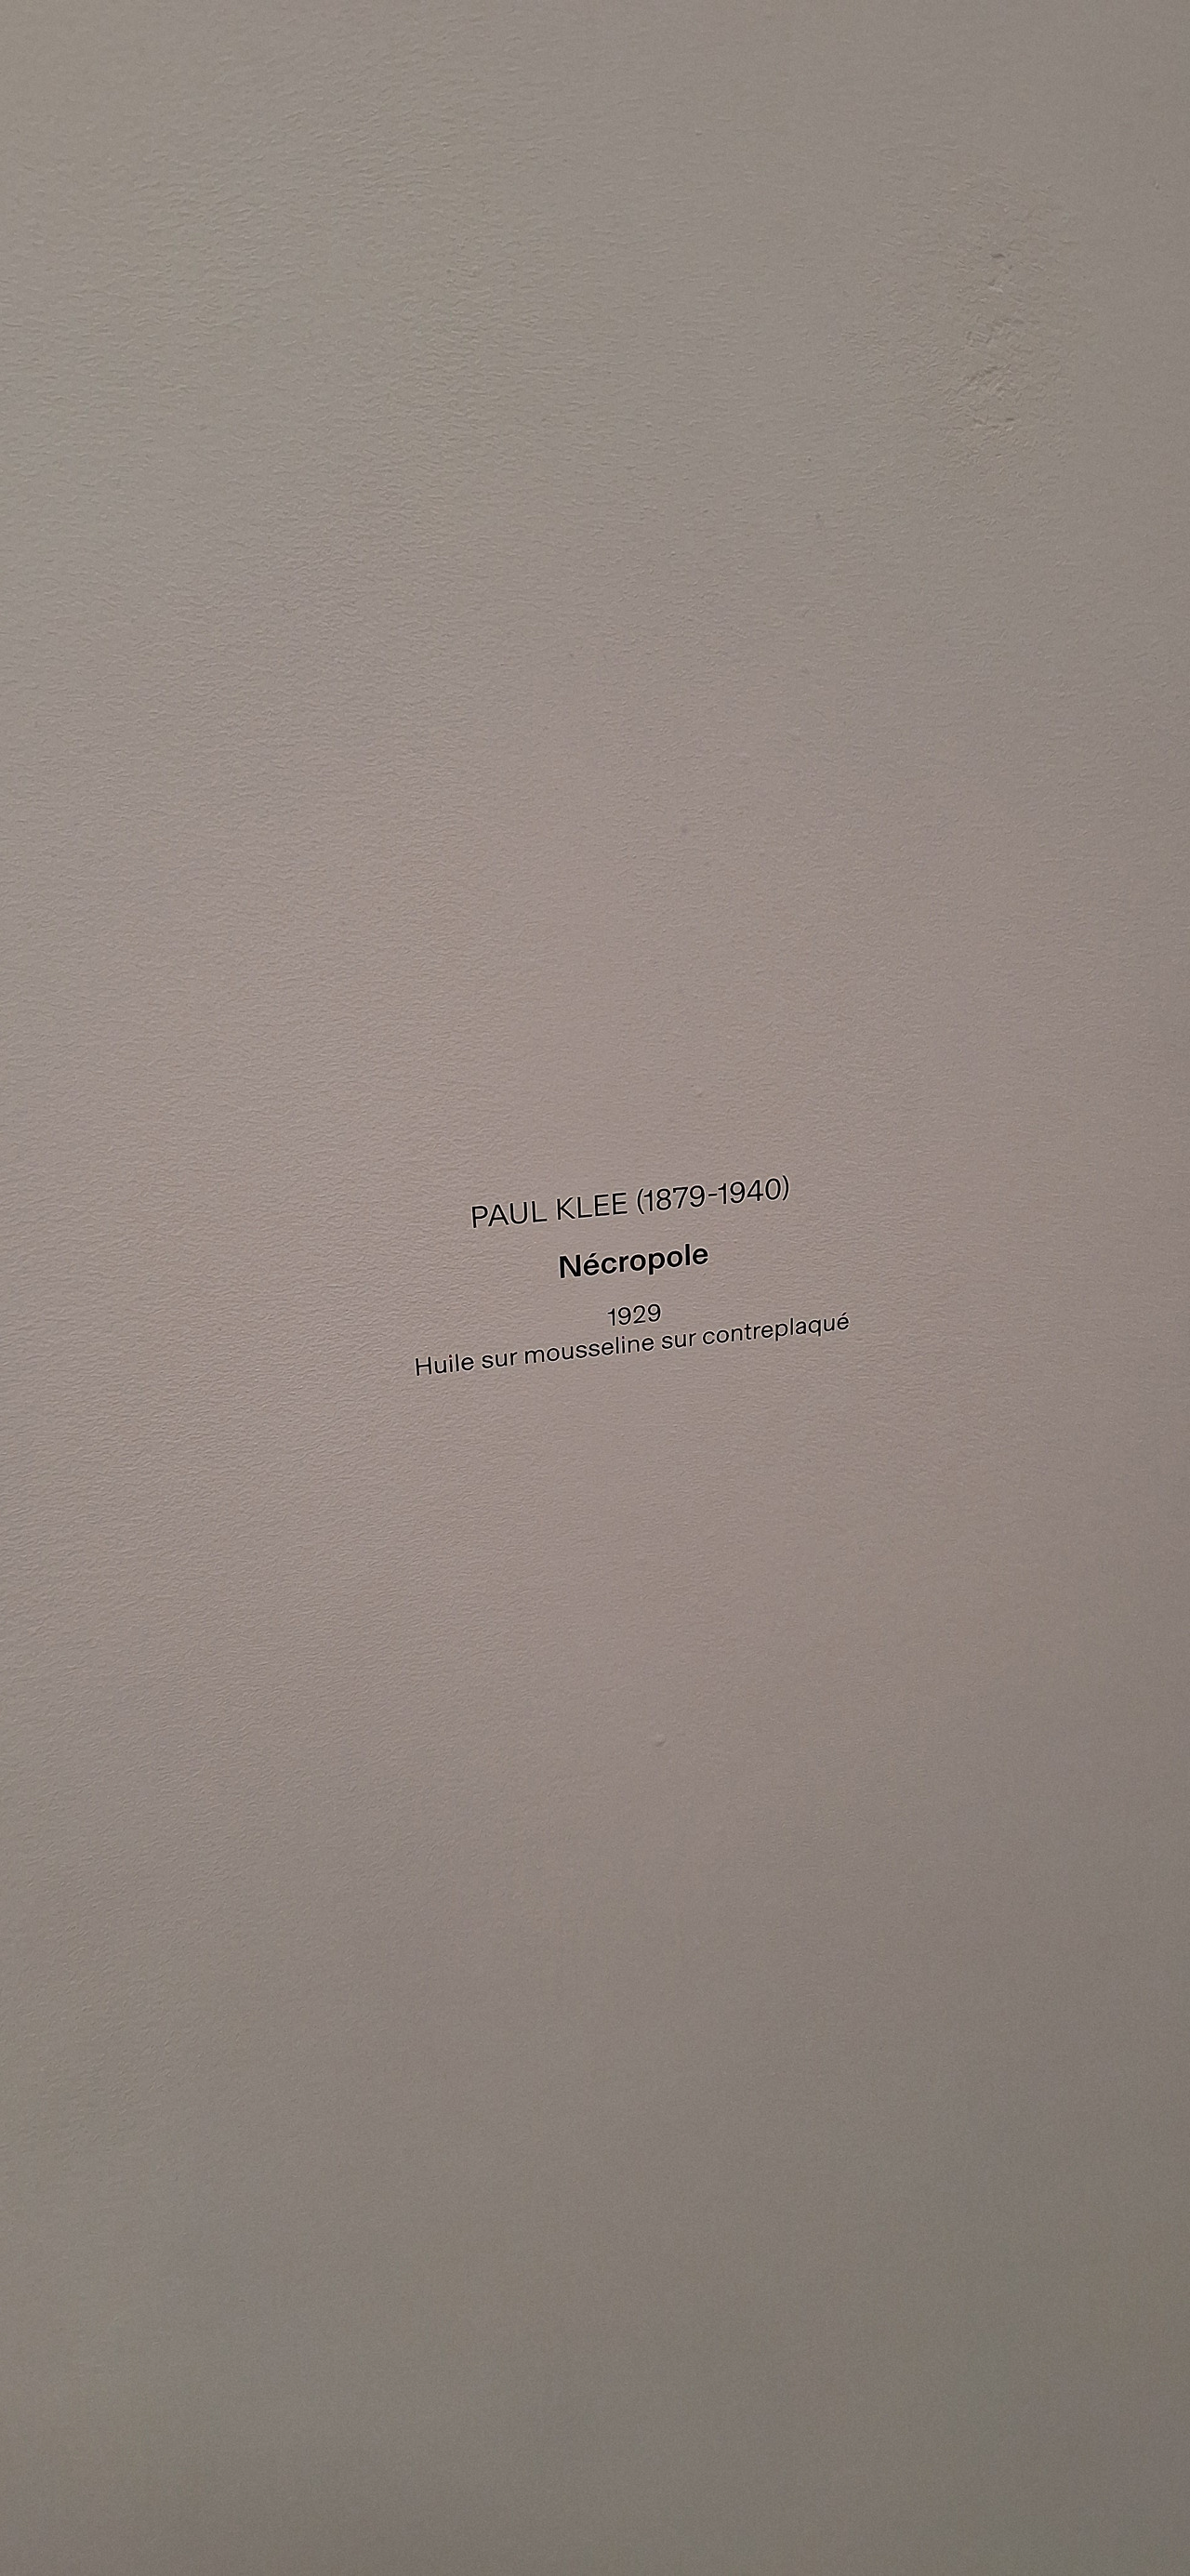 PAUL KLEE (1879-1940)
Nécropole
1929
Huile sur mousseline sur contreplaqué